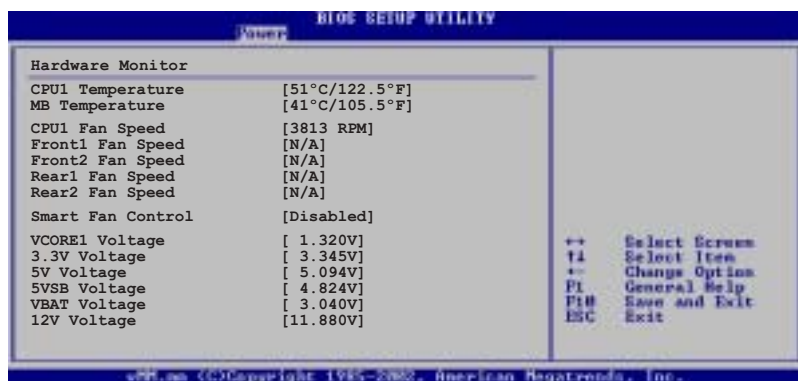 BIOS SETUP UTILITY
Power
Hardware Monitor
CPU1 Temperature [51°C/122.5°F]
MB Temperature [41°C/105.5°F]
CPU1 Fan Speed [3813 RPM]
Front1 Fan Speed [N/A]
Front2 Fan Speed [N/A]
Rear1 Fan Speed [N/A]
Rear2 Fan Speed [N/A]
Smart Fan Control [Disabled]
VCORE1 Voltage [ 1.320V]
3.3V Voltage [ 3.345V]
5V Voltage [ 5.094V]
5VSB Voltage [ 4.824V]
VBAT Voltage [ 3.040V]
12V Voltage [11.880V]
↔ Select Screen
↑↓ Select Item
+- Change Option
F1 General Help
F10 Save and Exit
ESC Exit
(C)Copyright 1985-2002, American Megatrends, Inc.